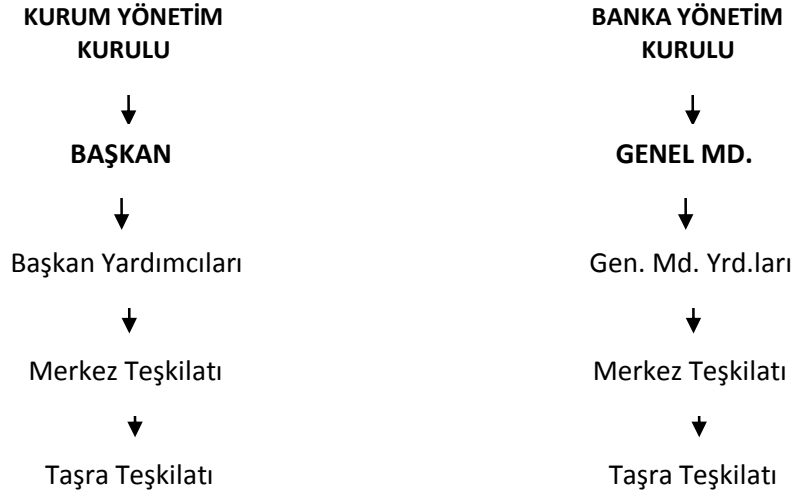 KURUM YÖNETİM
KURULU
BAŞKAN
Başkan Yardımcıları
Merkez Teşkilatı
Taşra Teşkilatı
BANKA YÖNETİM
KURULU
GENEL MD.
Gen. Md. Yrd.ları
Merkez Teşkilatı
Taşra Teşkilatı